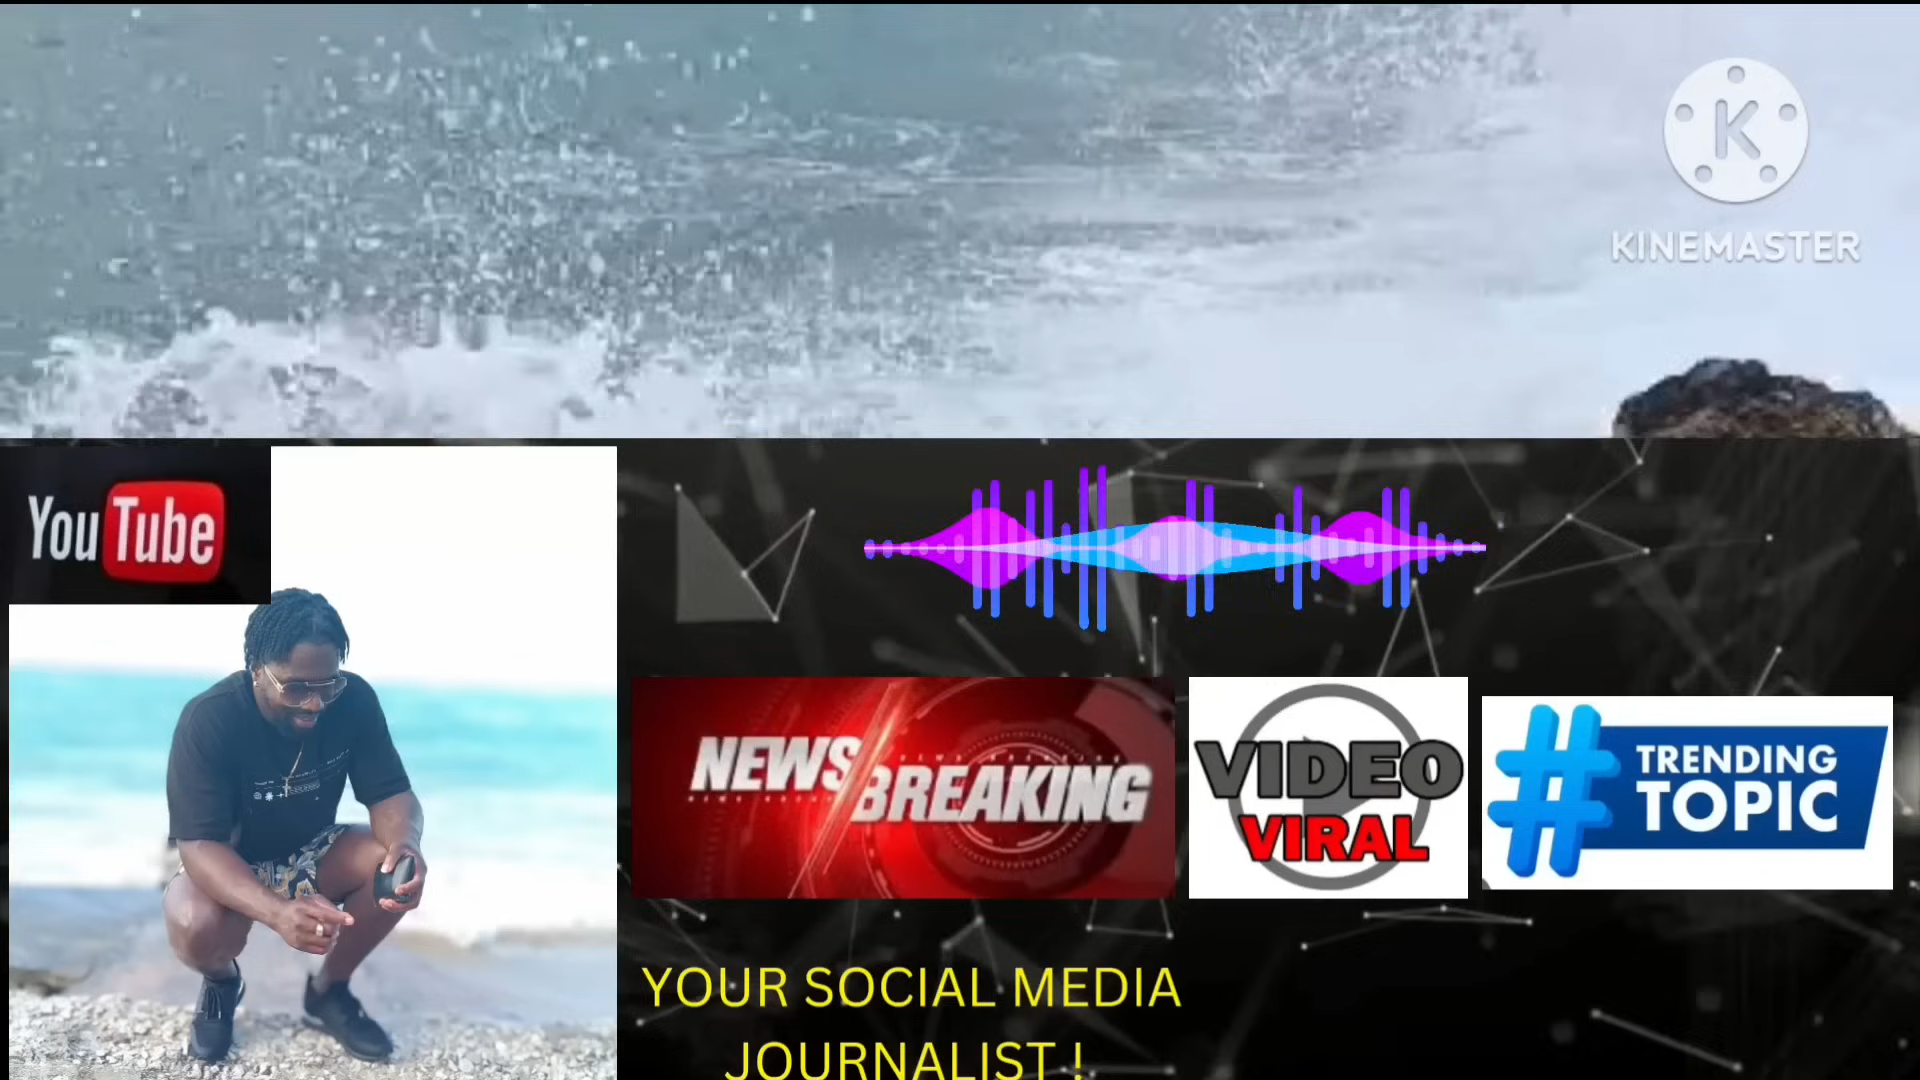 KINEMASTER
YouTube
NEWS
BREAKING
VIDEO
VIRAL
#TRENDING
TOPIC
YOUR SOCIAL MEDIA
JOURNALIST !